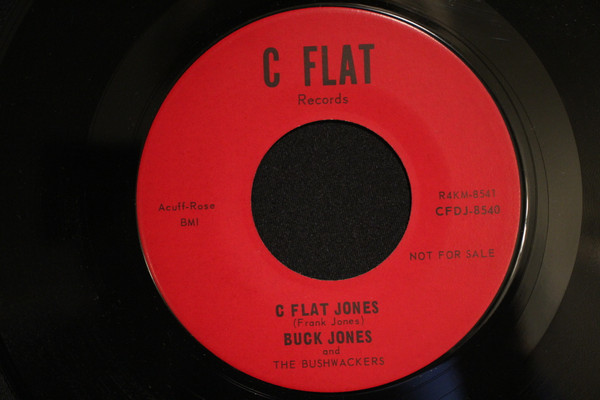 C FLAT
Records
Acuff-Rose
BMI
R4KM-8541
CFDJ-8540
NOT FOR SALE
C FLAT JONES
(Frank Jones)
BUCK JONES
and
THE BUSHWACKERS